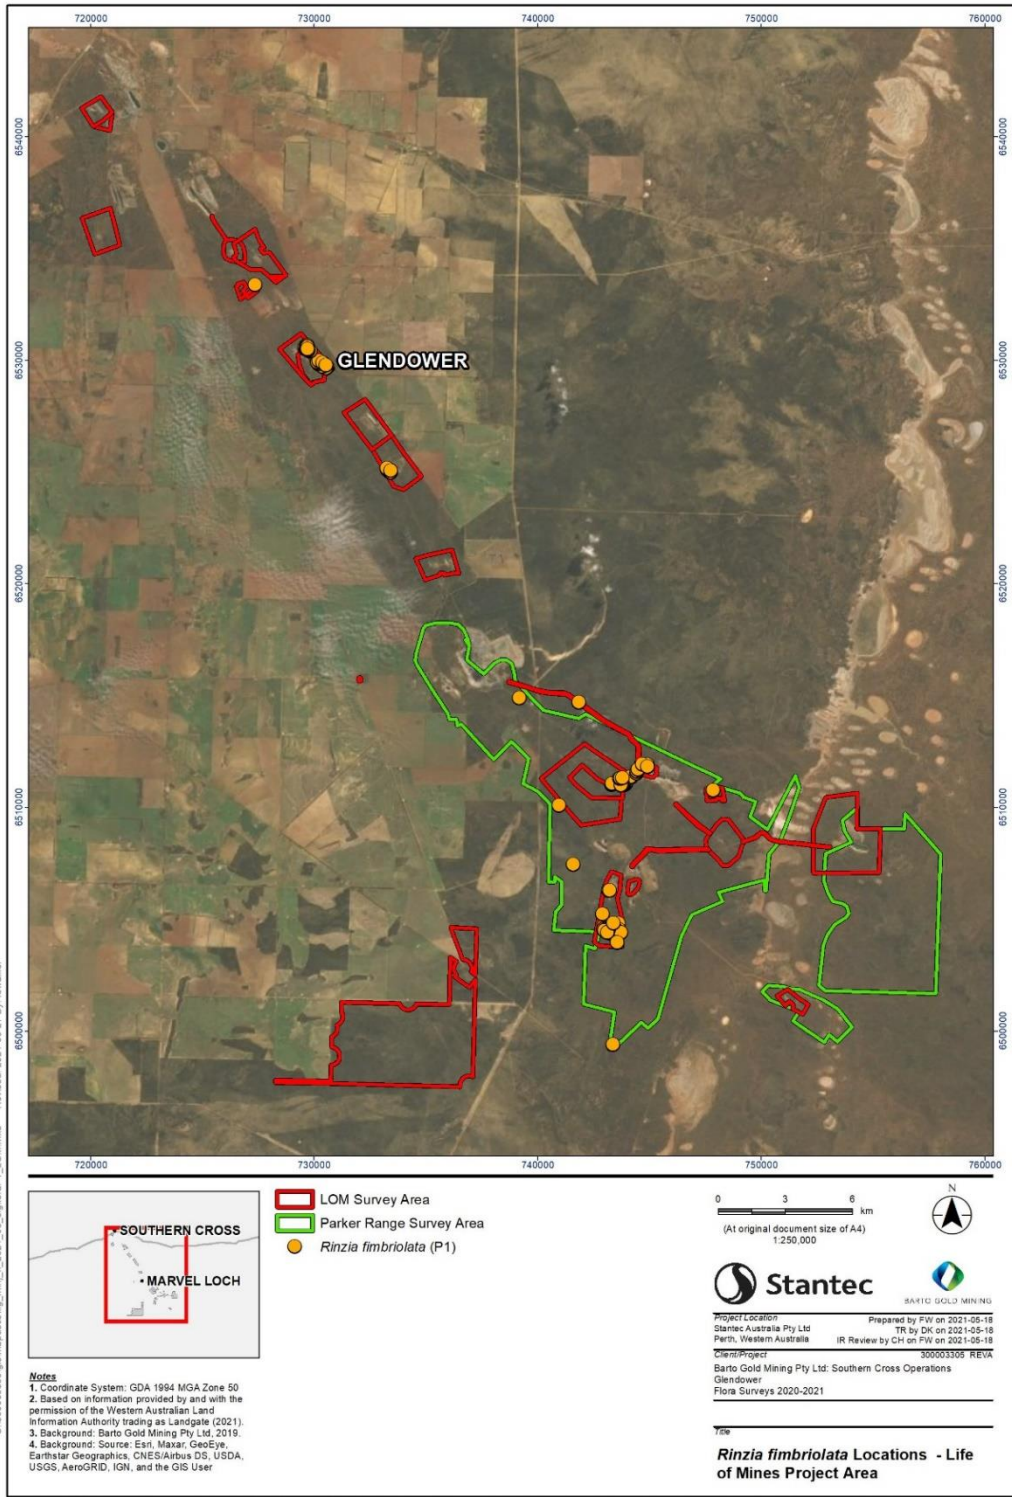 720000
730000
740000
750000
760000
6540000
6540000
6530000
6530000
GLENDOWER
6520000
6520000
6510000
6510000
6500000
6500000
720000
730000
740000
750000
760000
SOUTHERN CROSS
MARVEL LOCH
LOM Survey Area
Parker Range Survey Area
Rinzia fimbriolata (P1)
0 3 6
km
(At original document size of A4)
1:250,000
N
Stantec
BARTO GOLD MINING
Project Location
Stantec Australia Pty Ltd
Perth, Western Australia
Prepared by FW on 2021-05-18
TR by DK on 2021-05-18
IR Review by CH on FW on 2021-05-18
Client/Project
300003305 REVA
Barto Gold Mining Pty Ltd: Southern Cross Operations
Glendower
Flora Surveys 2020-2021
Title
Rinzia fimbriolata Locations - Life
of Mines Project Area
Notes
1. Coordinate System: GDA 1994 MGA Zone 50
2. Based on information provided by and with the
permission of the Western Australian Land
Information Authority trading as Landgate (2021).
3. Background: Barto Gold Mining Pty Ltd, 2019.
4. Background: Source: Esri, Maxar, GeoEye,
Earthstar Geographics, CNES/Airbus DS, USDA,
USGS, AeroGRID, IGN, and the GIS User